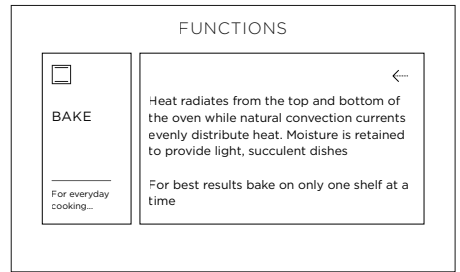 FUNCTIONS
BAKE
For everyday
cooking...
Heat radiates from the top and bottom of
the oven while natural convection currents
evenly distribute heat. Moisture is retained
to provide light, succulent dishes
For best results bake on only one shelf at a
time